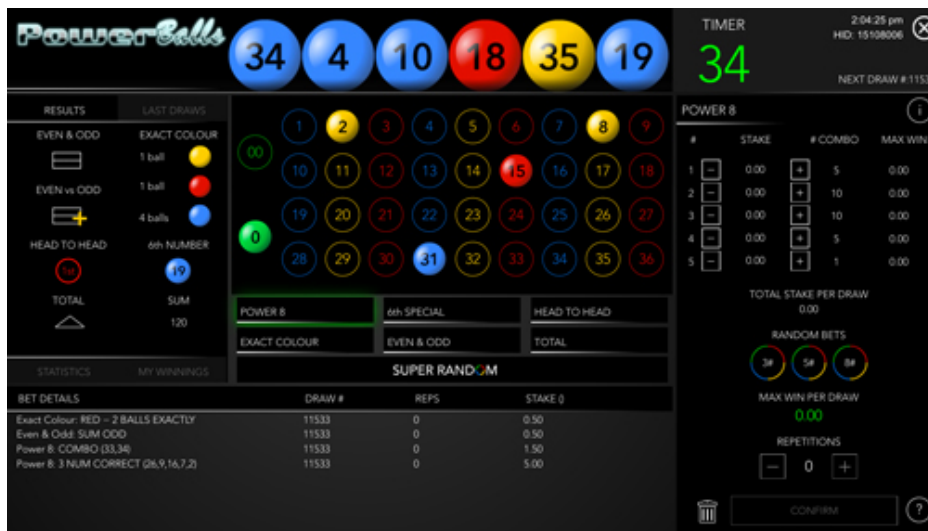 PowerBalls
34 4 10 18 35 19
TIMER
34
2:04:25 pm
HID: 15108006
NEXT DRAW #:1153
RESULTS LAST DRAWS
EVEN & ODD EXACT COLOUR
1 ball
EVEN vs ODD 1 ball
4 balls
HEAD TO HEAD 6th NUMBER
1st 19
TOTAL SUM
120
STATISTICS MY WINNINGS
00 0
1 2 3 4 5 6 7 8 9
10 11 12 13 14 15 16 17 18
19 20 21 22 23 24 25 26 27
28 29 30 31 32 33 34 35 36
POWER 8 6th SPECIAL HEAD TO HEAD
EXACT COLOUR EVEN & ODD TOTAL
SUPER RANDOM
BET DETAILS DRAW # REPS STAKE ()
Exact Colour: RED – 2 BALLS EXACTLY 11533 0 0.50
Even & Odd: SUM ODD 11533 0 0.50
Power 8: COMBO (33,34) 11533 0 1.50
Power 8: 3 NUM CORRECT (26,9,16,7,2) 11533 0 5.00
POWER 8 i
# STAKE # COMBO MAX WIN
1 − 0.00 + 5 0.00
2 − 0.00 + 10 0.00
3 − 0.00 + 10 0.00
4 − 0.00 + 5 0.00
5 − 0.00 + 1 0.00
TOTAL STAKE PER DRAW
0.00
RANDOM BETS
3# 5# 8#
MAX WIN PER DRAW
0.00
REPETITIONS
− 0 +
CONFIRM ?